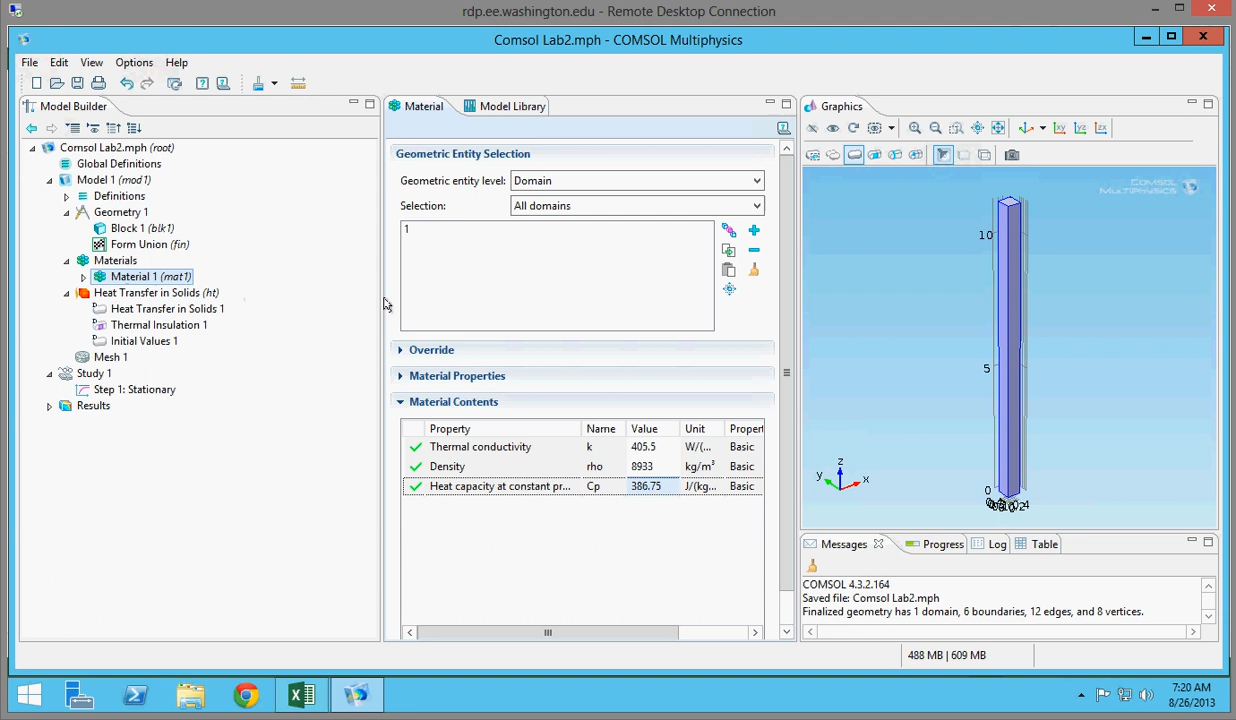 rdp.ee.washington.edu - Remote Desktop Connection
Comsol Lab2.mph - COMSOL Multiphysics
File Edit View Options Help
Model Builder
Comsol Lab2.mph (root)
Global Definitions
Model 1 (mod1)
Definitions
Geometry 1
Block 1 (blk1)
Form Union (fin)
Materials
Material 1 (mat1)
Heat Transfer in Solids (ht)
Heat Transfer in Solids 1
Thermal Insulation 1
Initial Values 1
Mesh 1
Study 1
Step 1: Stationary
Results
Material Model Library
Geometric Entity Selection
Geometric entity level: Domain
Selection: All domains
1
Override
Material Properties
Material Contents
Property Name Value Unit Propert
Thermal conductivity k 405.5 W/(... Basic
Density rho 8933 kg/m³ Basic
Heat capacity at constant pr... Cp 386.75 J/(kg... Basic
Graphics
xy yz zx
COMSOL
MULTIPHYSICS
10
5
0
z
y x
Messages Progress Log Table
COMSOL 4.3.2.164
Saved file: Comsol Lab2.mph
Finalized geometry has 1 domain, 6 boundaries, 12 edges, and 8 vertices.
488 MB | 609 MB
7:20 AM
8/26/2013